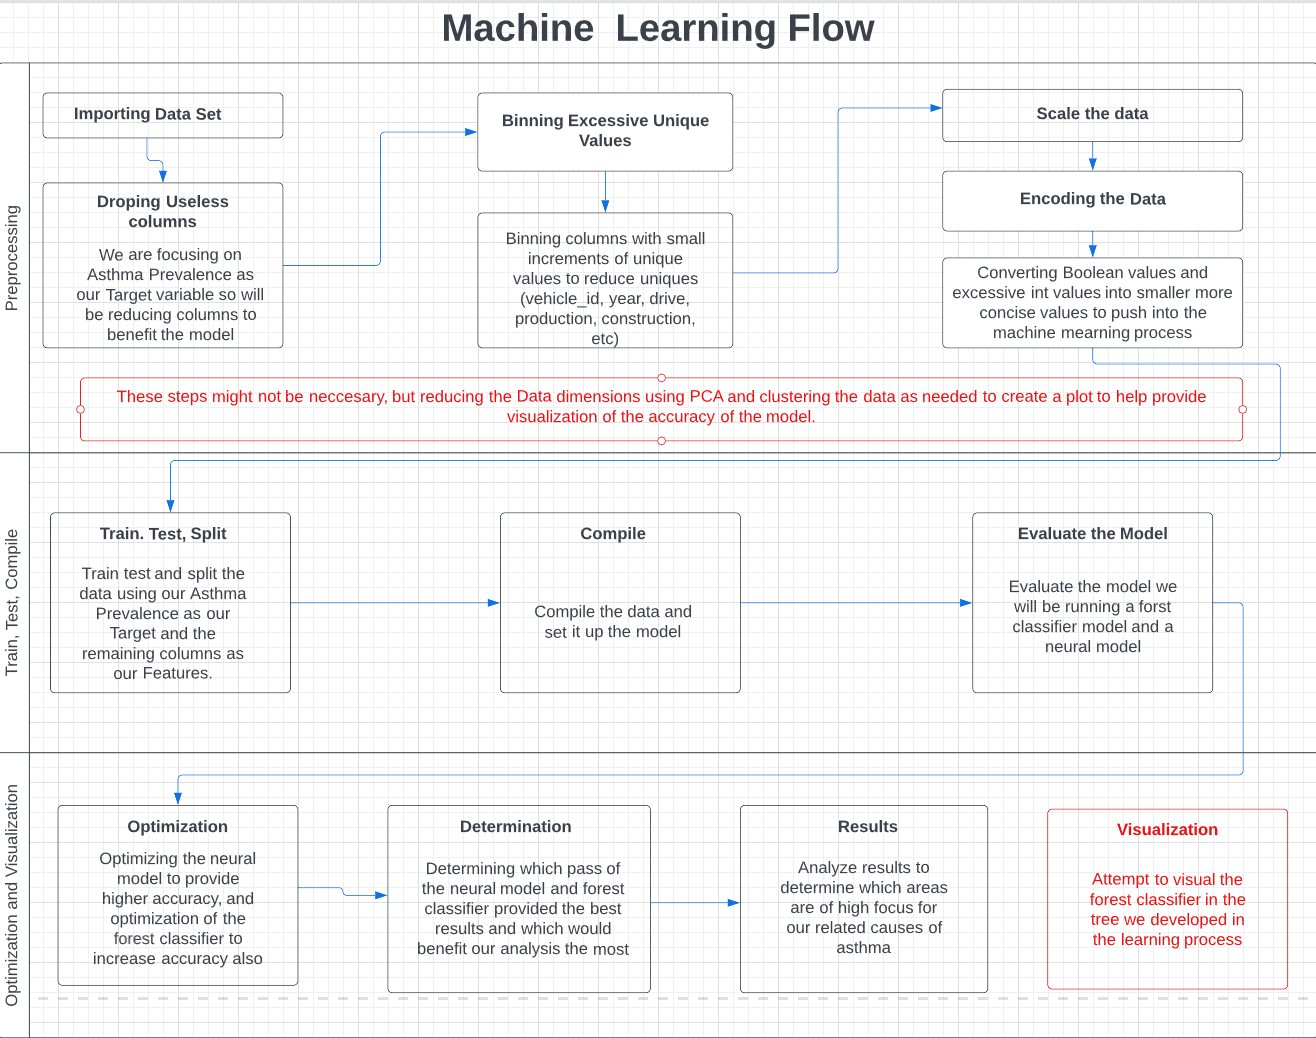 Machine  Learning Flow
Preprocessing
Importing Data Set
Droping Useless
columns
We are focusing on
Asthma Prevalence as
our Target variable so will
be reducing columns to
benefit the model
Binning Excessive Unique
Values
Binning columns with small
increments of unique
values to reduce uniques
(vehicle_id, year, drive,
production, construction,
etc)
Scale the data
Encoding the Data
Converting Boolean values and
excessive int values into smaller more
concise values to push into the
machine mearning process
These steps might not be neccesary, but reducing the Data dimensions using PCA and clustering the data as needed to create a plot to help provide
visualization of the accuracy of the model.
Train, Test, Compile
Train. Test, Split
Train test and split the
data using our Asthma
Prevalence as our
Target and the
remaining columns as
our Features.
Compile
Compile the data and
set it up the model
Evaluate the Model
Evaluate the model we
will be running a forst
classifier model and a
neural model
Optimization and Visualization
Optimization
Optimizing the neural
model to provide
higher accuracy, and
optimization of the
forest classifier to
increase accuracy also
Determination
Determining which pass of
the neural model and forest
classifier provided the best
results and which would
benefit our analysis the most
Results
Analyze results to
determine which areas
are of high focus for
our related causes of
asthma
Visualization
Attempt to visual the
forest classifier in the
tree we developed in
the learning process